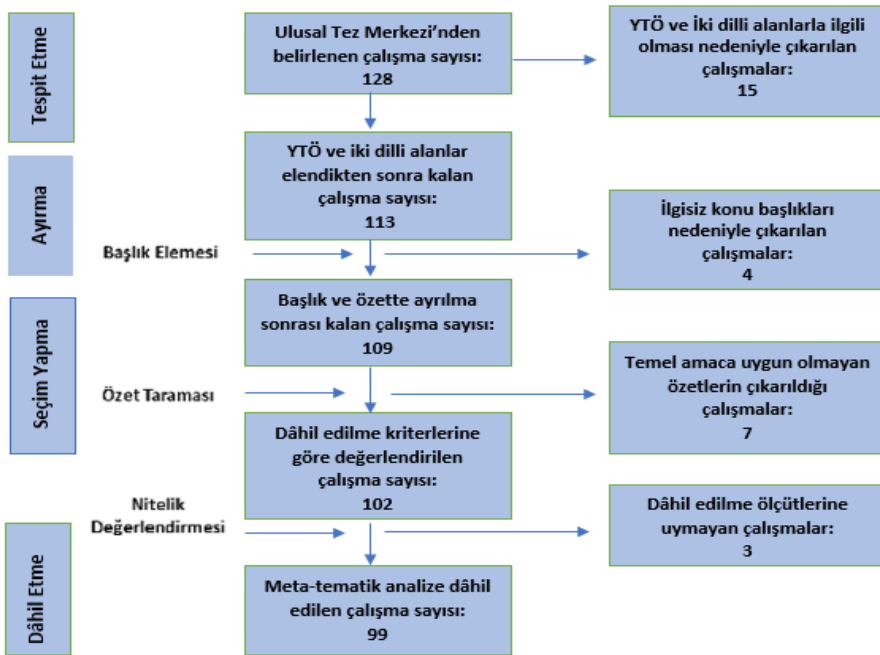 Tespit Etme
Ulusal Tez Merkezi’nden
belirlenen çalışma sayısı:
128
YTÖ ve İki dilli alanlarla ilgili
olması nedeniyle çıkarılan
çalışmalar:
15
Ayırma
YTÖ ve iki dilli alanlar
elendikten sonra kalan
çalışma sayısı:
113
Başlık Elemesi
İlgisiz konu başlıkları
nedeniyle çıkarılan
çalışmalar:
4
Seçim Yapma
Başlık ve özette ayrılma
sonrası kalan çalışma sayısı:
109
Özet Taraması
Temel amaca uygun olmayan
özetlerin çıkarıldığı
çalışmalar:
7
Dâhil edilme kriterlerine
göre değerlendirilen
çalışma sayısı:
102
Nitelik
Değerlendirmesi
Dâhil edilme ölçütlerine
uymayan çalışmalar:
3
Dâhil Etme
Meta-tematik analize dâhil
edilen çalışma sayısı:
99